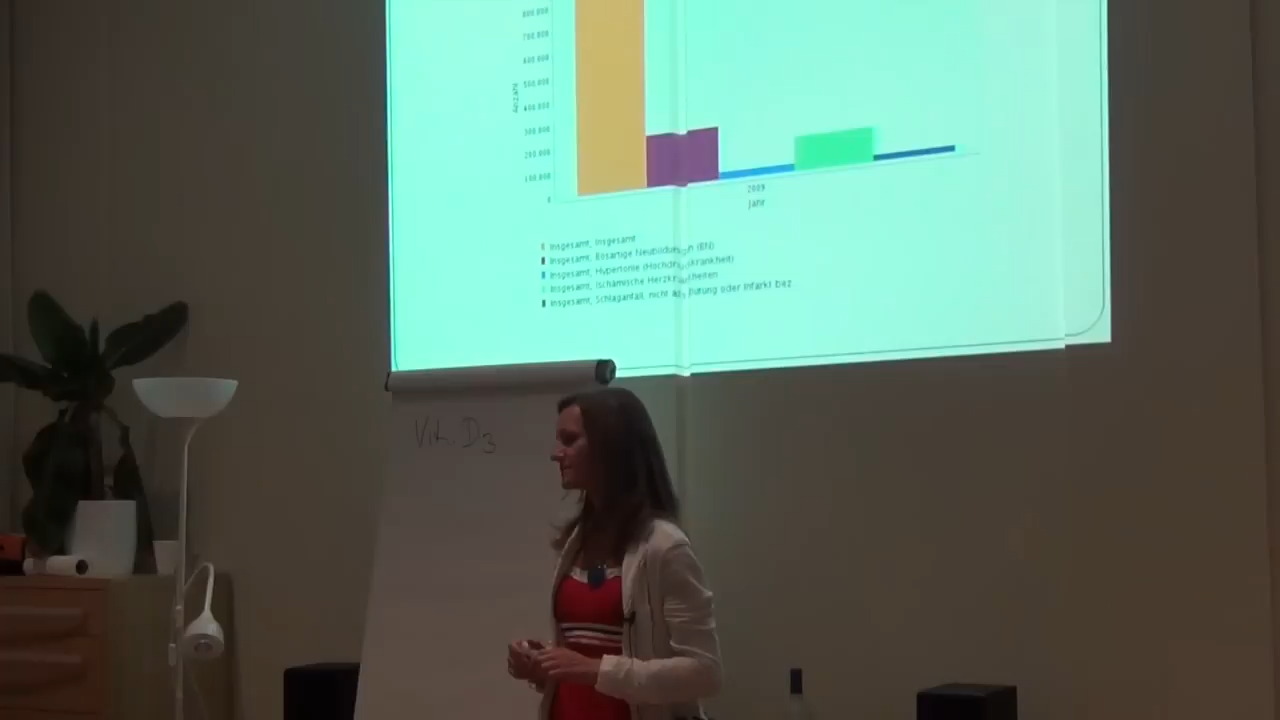 800.000
700.000
600.000
500.000
400.000
300.000
200.000
100.000
0
Anzahl
2009
Jahr
Insgesamt, Insgesamt
Insgesamt, Bösartige Neubildungen (BN)
Insgesamt, Hypertonie (Hochdruckkrankheit)
Insgesamt, Ischämische Herzkrankheiten
Insgesamt, Schlaganfall, nicht als Blutung oder Infarkt bez.
Vit. D3